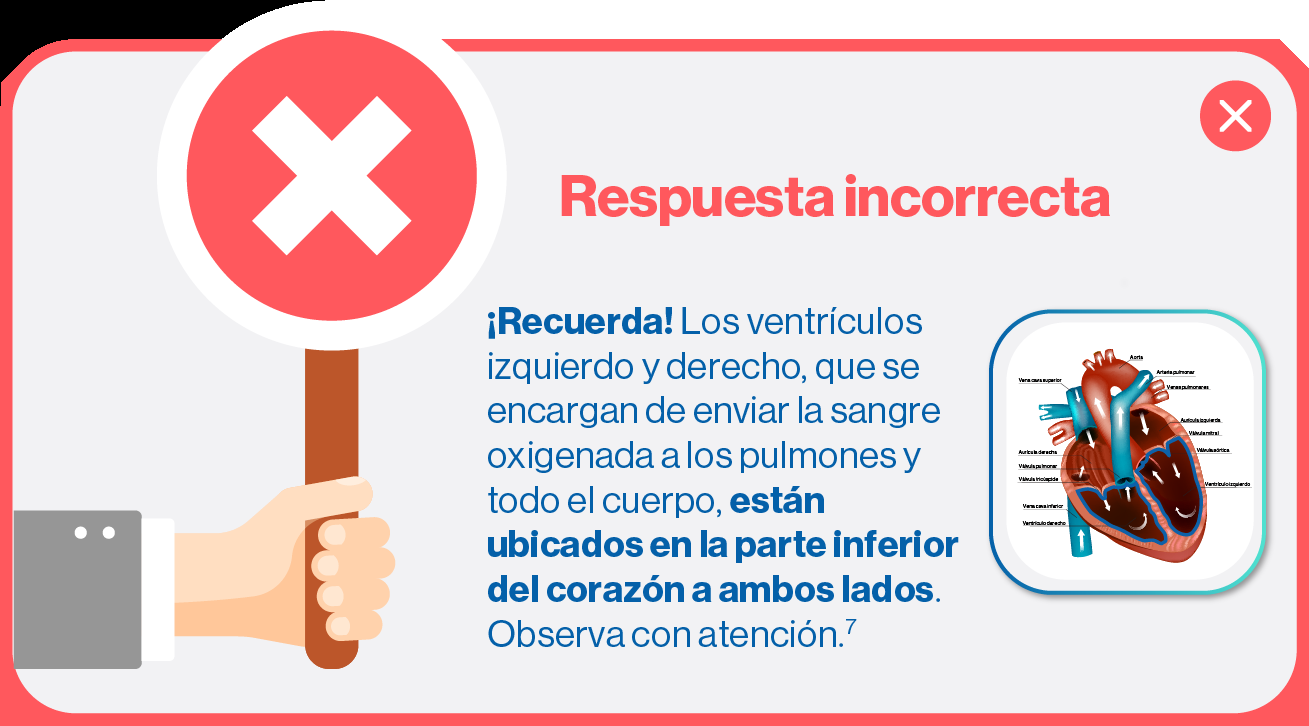 Respuesta incorrecta
¡Recuerda! Los ventrículos
izquierdo y derecho, que se
encargan de enviar la sangre
oxigenada a los pulmones y
todo el cuerpo, están
ubicados en la parte inferior
del corazón a ambos lados.
Observa con atención.7
Aorta
Arteria pulmonar
Vena cava superior
Venas pulmonares
Aurícula izquierda
Válvula mitral
Válvula aórtica
Aurícula derecha
Válvula pulmonar
Válvula tricúspide
Ventrículo izquierdo
Vena cava inferior
Ventrículo derecho